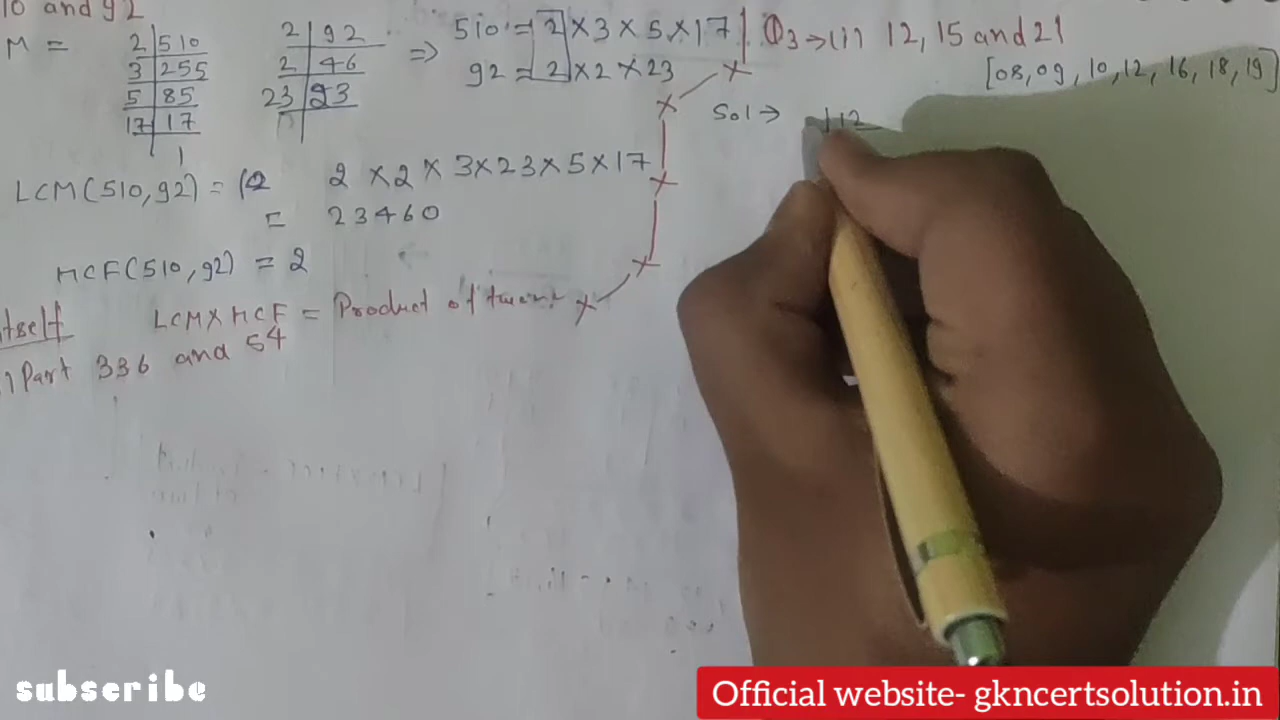 10 and 92
M =
2 | 510
3 | 255
5 | 85
17 | 17
1
2 | 92
2 | 46
23 | 23
⇒ 510 = 2 × 3 × 5 × 17
92 = 2 × 2 × 23
LCM (510, 92) = 2 × 2 × 3 × 23 × 5 × 17
= 23460
HCF (510, 92) = 2
itself
LCM × HCF = Product of
) Part 336 and 54
Q3 → (i) 12, 15 and 21
[08, 09, 10, 12, 16, 18, 19]
Sol → | 12
subscribe
Official website- gkncertsolution.in